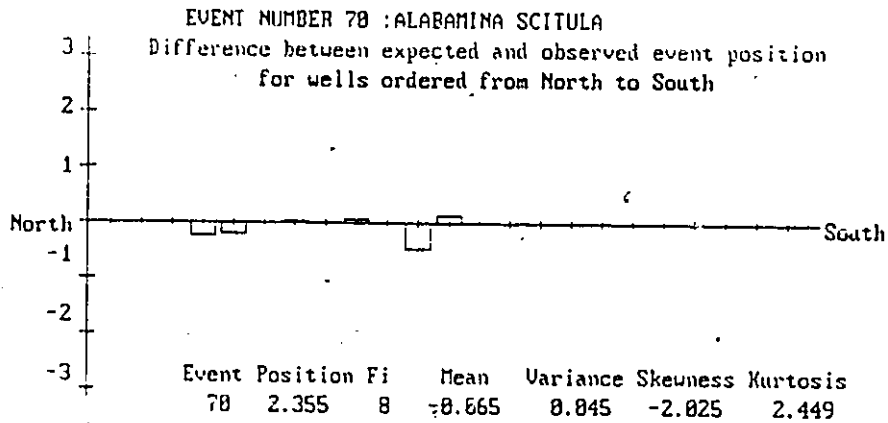 EVENT NUMBER 70 :ALABAMINA SCITULA
Difference between expected and observed event position
for wells ordered from North to South
3
2
1
North
South
-1
-2
-3
Event Position Fi Mean Variance Skewness Kurtosis
70 2.355 8 -0.065 0.045 -2.025 2.449